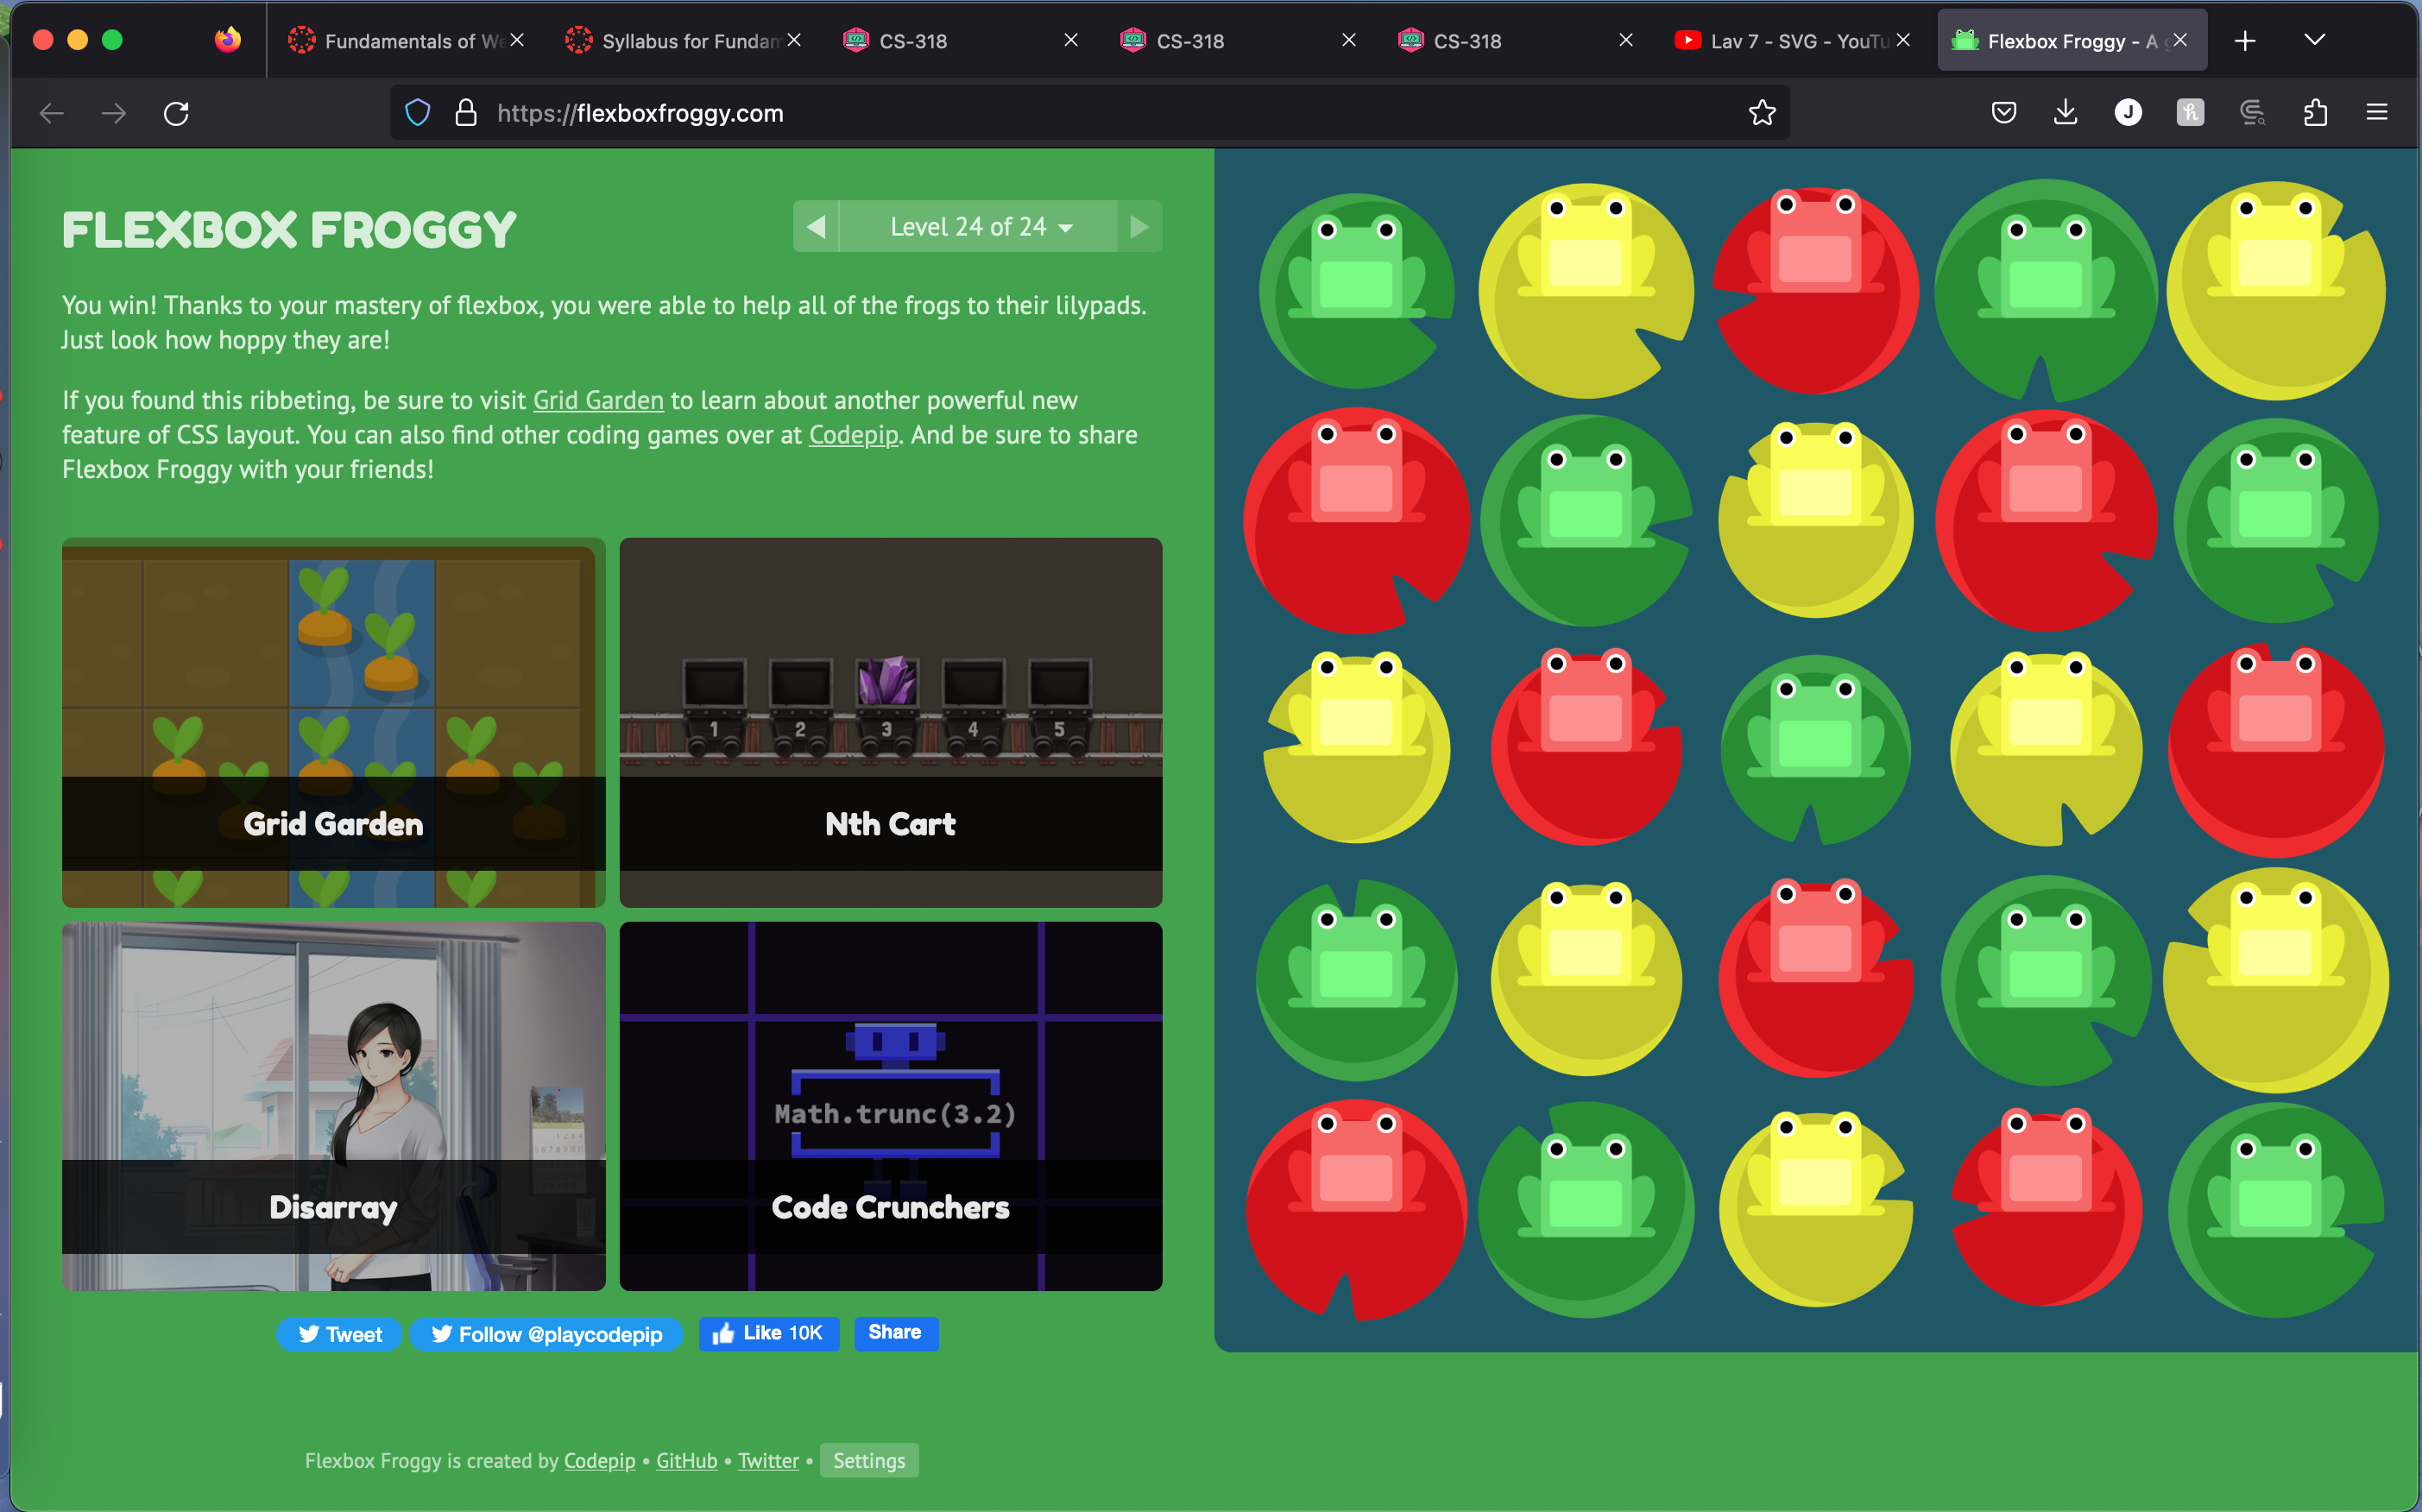 Fundamentals of We
Syllabus for Fundam
CS-318
CS-318
CS-318
Lav 7 - SVG - YouTu
Flexbox Froggy - A g
https://flexboxfroggy.com
J
h
FLEXBOX FROGGY
Level 24 of 24
You win! Thanks to your mastery of flexbox, you were able to help all of the frogs to their lilypads.
Just look how hoppy they are!
If you found this ribbeting, be sure to visit Grid Garden to learn about another powerful new
feature of CSS layout. You can also find other coding games over at Codepip. And be sure to share
Flexbox Froggy with your friends!
Grid Garden
1 2 3 4 5
Nth Cart
Disarray
Math.trunc(3.2)
Code Crunchers
Tweet
Follow @playcodepip
Like 10K
Share
Flexbox Froggy is created by Codepip • GitHub • Twitter • Settings